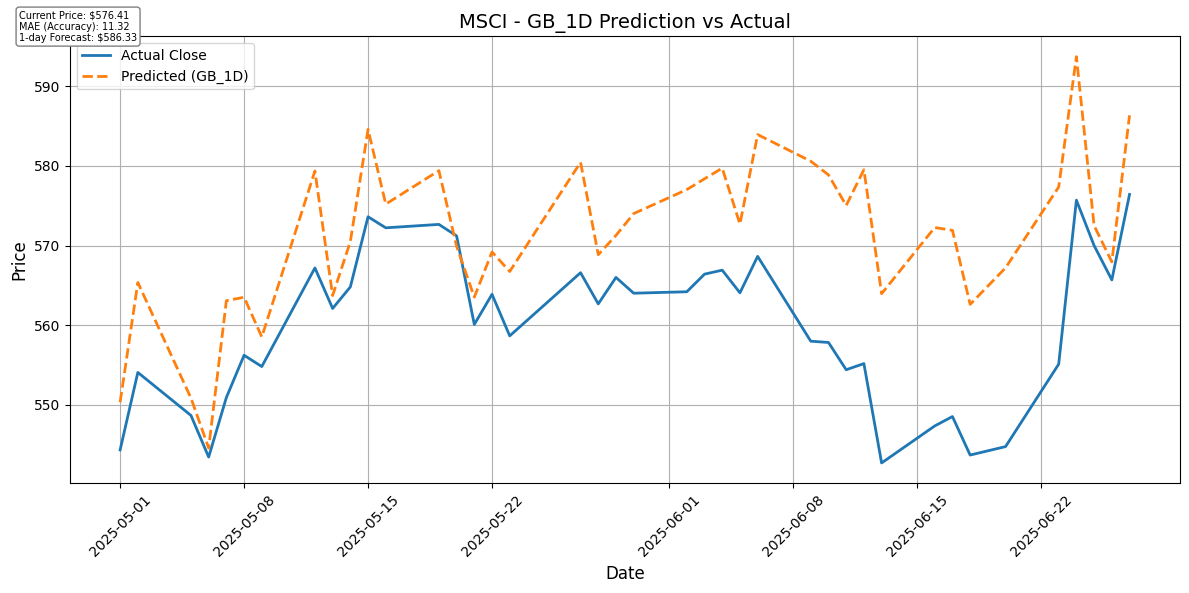 MSCI - GB_1D Prediction vs Actual
Current Price: $576.41
MAE (Accuracy): 11.32
1-day Forecast: $586.33
Actual Close
Predicted (GB_1D)
Price
590
580
570
560
550
2025-05-01
2025-05-08
2025-05-15
2025-05-22
2025-06-01
2025-06-08
2025-06-15
2025-06-22
Date